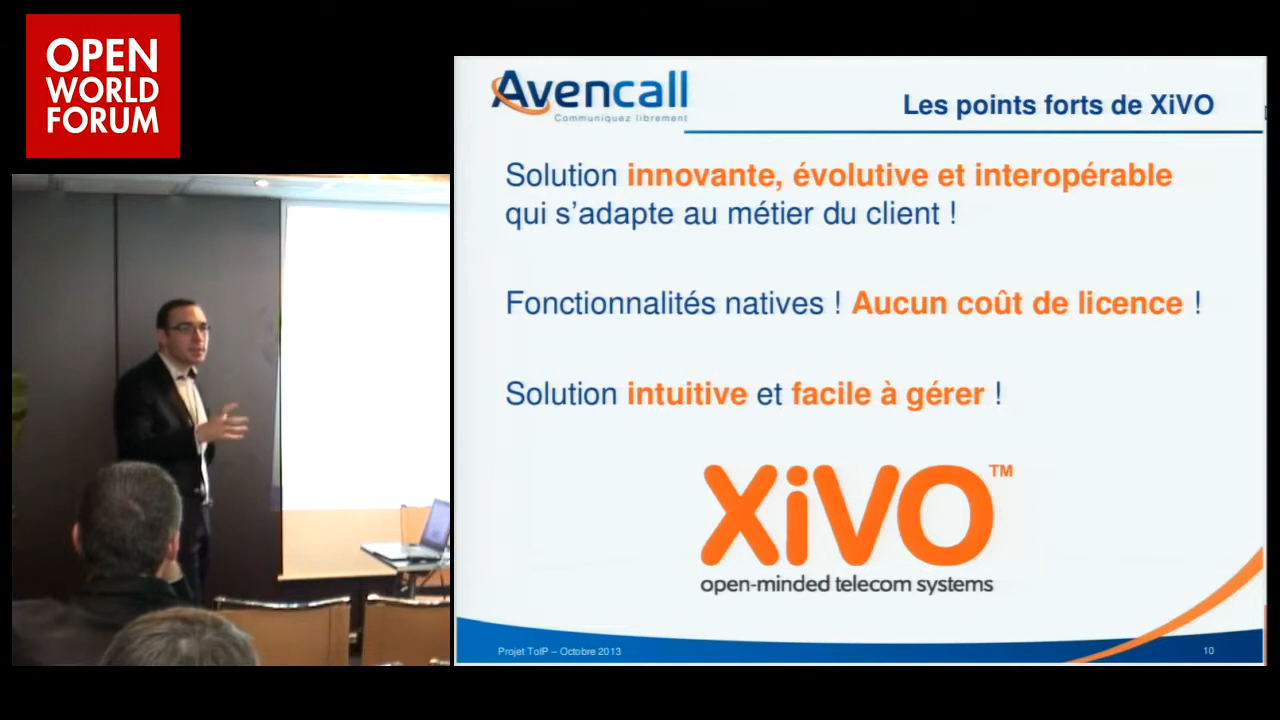 OPEN
WORLD
FORUM
Avencall
Communiquez librement
Les points forts de XiVO
Solution innovante, évolutive et interopérable
qui s’adapte au métier du client !
Fonctionnalités natives ! Aucun coût de licence !
Solution intuitive et facile à gérer !
XiVO™
open-minded telecom systems
Projet ToIP – Octobre 2013
10